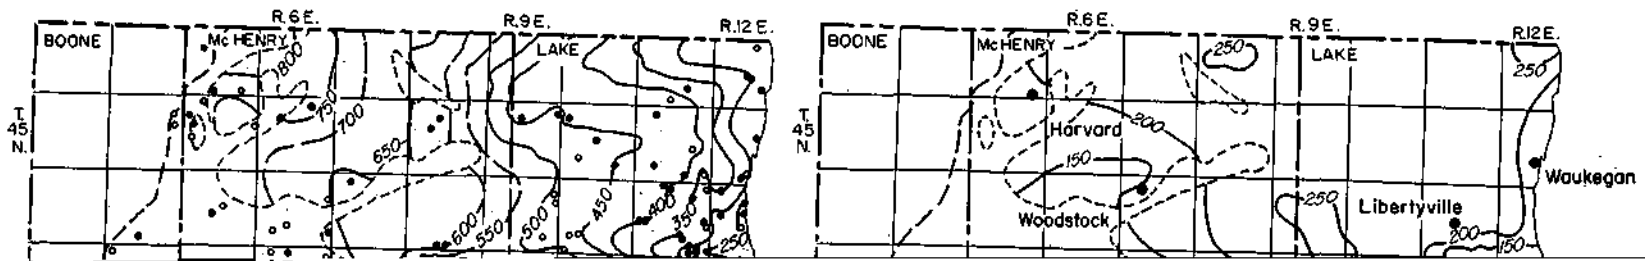 R.6E. R.9E. R.12E.
BOONE McHENRY LAKE
800
750
700
T.
45
N.
650
600
550
500
450
400
350
250
R.6E. R.9E. R.12E.
BOONE McHENRY 250 LAKE
250
T.
45
N.
Harvard 200
150
Waukegan
Woodstock 250 Libertyville
200 150